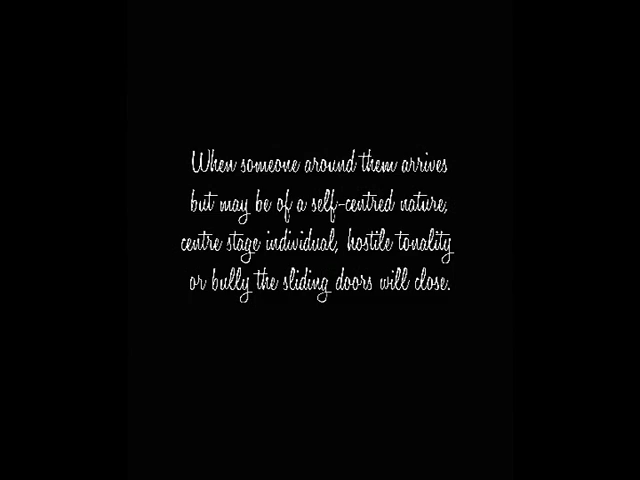 When someone around them arrives
but may be of a self-centred nature,
centre stage individual, hostile tonality
or bully the sliding doors will close.